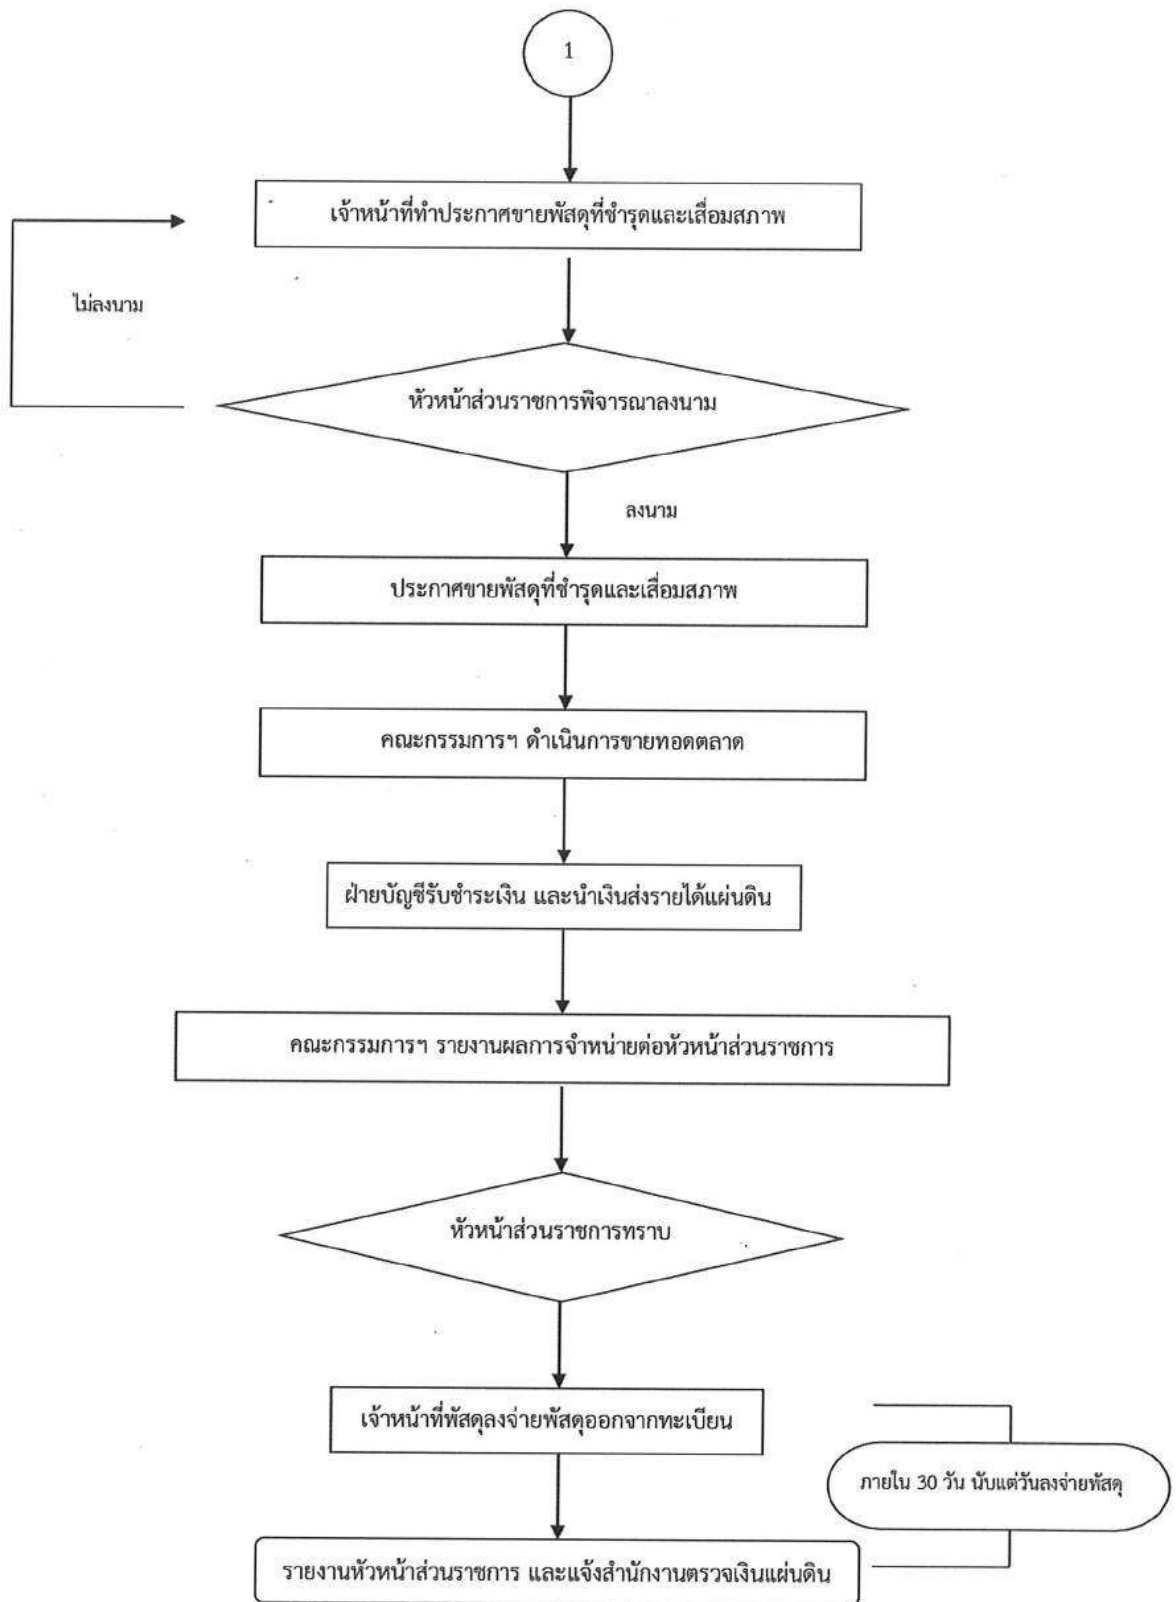 1
เจ้าหน้าที่ทำประกาศขายพัสดุที่ชำรุดและเสื่อมสภาพ
ไม่ลงนาม
หัวหน้าส่วนราชการพิจารณาลงนาม
ลงนาม
ประกาศขายพัสดุที่ชำรุดและเสื่อมสภาพ
คณะกรรมการฯ ดำเนินการขายทอดตลาด
ฝ่ายบัญชีรับชำระเงิน และนำเงินส่งรายได้แผ่นดิน
คณะกรรมการฯ รายงานผลการจำหน่ายต่อหัวหน้าส่วนราชการ
หัวหน้าส่วนราชการทราบ
เจ้าหน้าที่พัสดุลงจ่ายพัสดุออกจากทะเบียน
ภายใน 30 วัน นับแต่วันลงจ่ายพัสดุ
รายงานหัวหน้าส่วนราชการ และแจ้งสำนักงานตรวจเงินแผ่นดิน